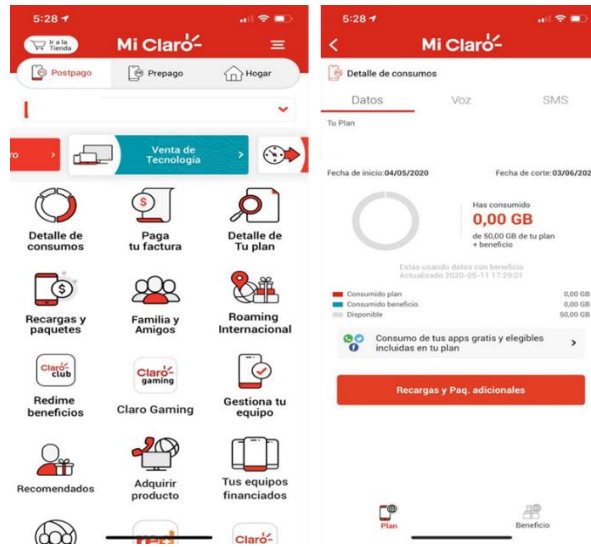 5:28
Ir a la
Tienda
Mi Claro
Postpago
Prepago
Hogar
ro
Venta de
Tecnología
Detalle de
consumos
Paga
tu factura
Detalle de
Tu plan
Recargas y
paquetes
Familia y
Amigos
Roaming
Internacional
Claro
club
Redime
beneficios
Claro
gaming
Claro Gaming
Gestiona tu
equipo
Recomendados
Adquirir
producto
Tus equipos
financiados
red
Claro
5:28
Mi Claro
Detalle de consumos
Datos
Voz
SMS
Tu Plan
Fecha de inicio:04/05/2020
Fecha de corte:03/06/202
Has consumido
0,00 GB
de 50,00 GB de tu plan
+ beneficio
Estás usando datos con beneficio
Actualizado 2020-05-11 17:29:01
Consumido plan 0,00 GB
Consumido beneficio 0,00 GB
Disponible 50,00 GB
Consumo de tus apps gratis y elegibles
incluidas en tu plan
Recargas y Paq. adicionales
Plan
Beneficio